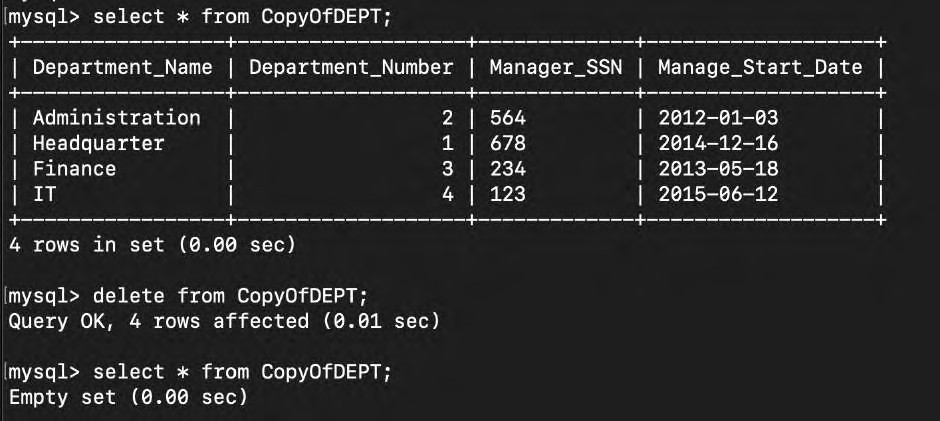 mysql> select * from CopyOfDEPT;
+-----------------+-------------------+-------------+-------------------+
| Department_Name | Department_Number | Manager_SSN | Manage_Start_Date |
+-----------------+-------------------+-------------+-------------------+
| Administration  |                 2 | 564         | 2012-01-03        |
| Headquarter     |                 1 | 678         | 2014-12-16        |
| Finance         |                 3 | 234         | 2013-05-18        |
| IT              |                 4 | 123         | 2015-06-12        |
+-----------------+-------------------+-------------+-------------------+
4 rows in set (0.00 sec)
mysql> delete from CopyOfDEPT;
Query OK, 4 rows affected (0.01 sec)
mysql> select * from CopyOfDEPT;
Empty set (0.00 sec)